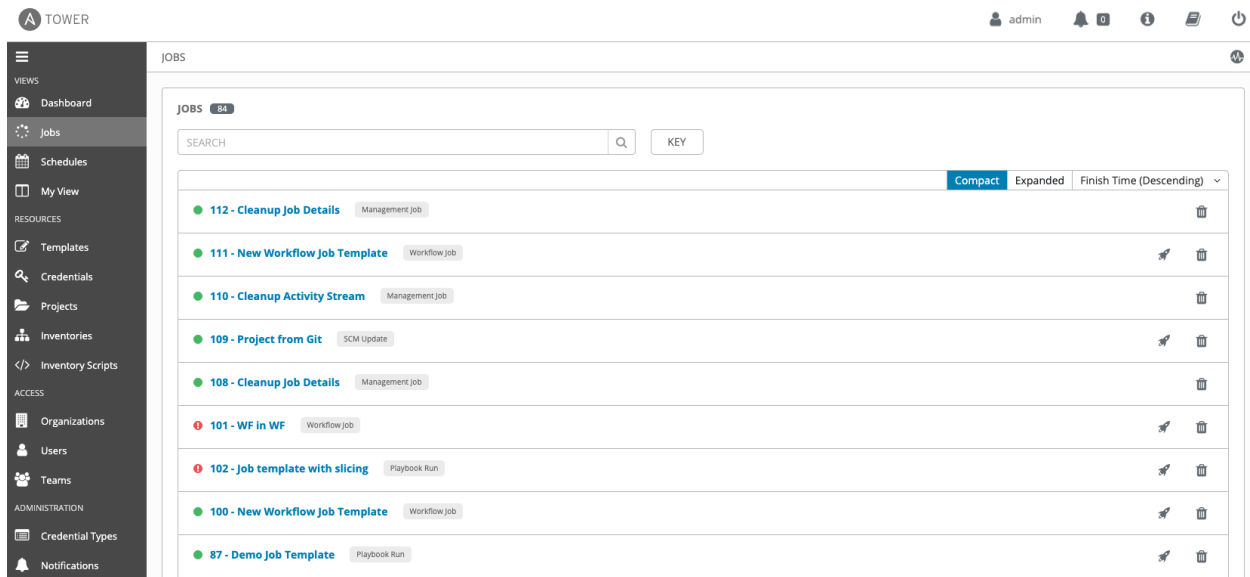 A TOWER
admin 0
VIEWS
Dashboard
Jobs
Schedules
My View
RESOURCES
Templates
Credentials
Projects
Inventories
</> Inventory Scripts
ACCESS
Organizations
Users
Teams
ADMINISTRATION
Credential Types
Notifications
JOBS
JOBS 84
SEARCH
KEY
Compact Expanded Finish Time (Descending)
112 - Cleanup Job Details Management Job
111 - New Workflow Job Template Workflow Job
110 - Cleanup Activity Stream Management Job
109 - Project from Git SCM Update
108 - Cleanup Job Details Management Job
101 - WF in WF Workflow Job
102 - Job template with slicing Playbook Run
100 - New Workflow Job Template Workflow Job
87 - Demo Job Template Playbook Run